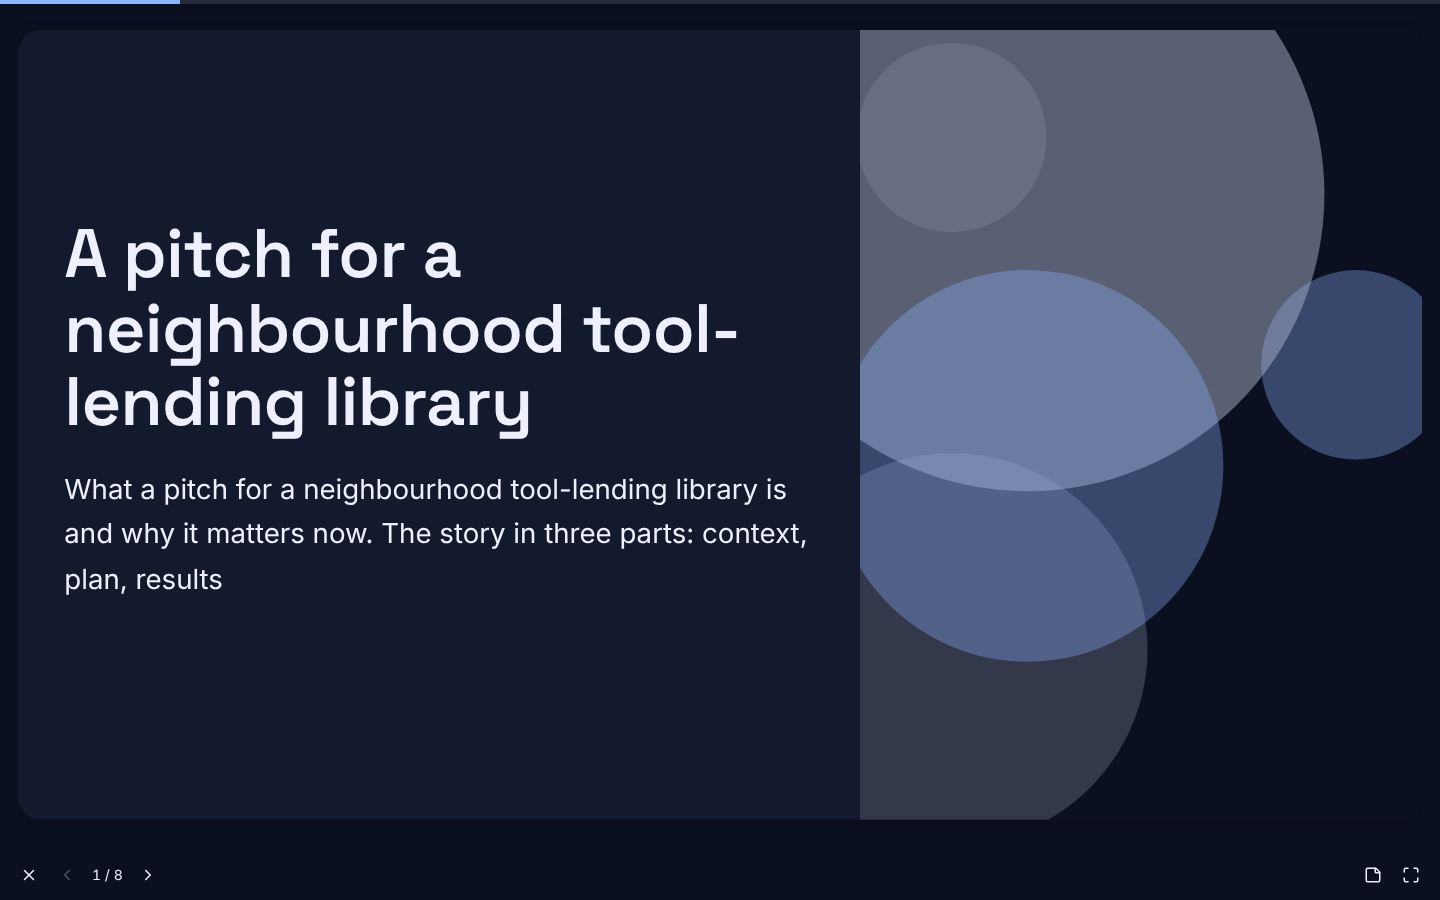 A pitch for a
neighbourhood tool-
lending library
What a pitch for a neighbourhood tool-lending library is
and why it matters now. The story in three parts: context,
plan, results
1 / 8